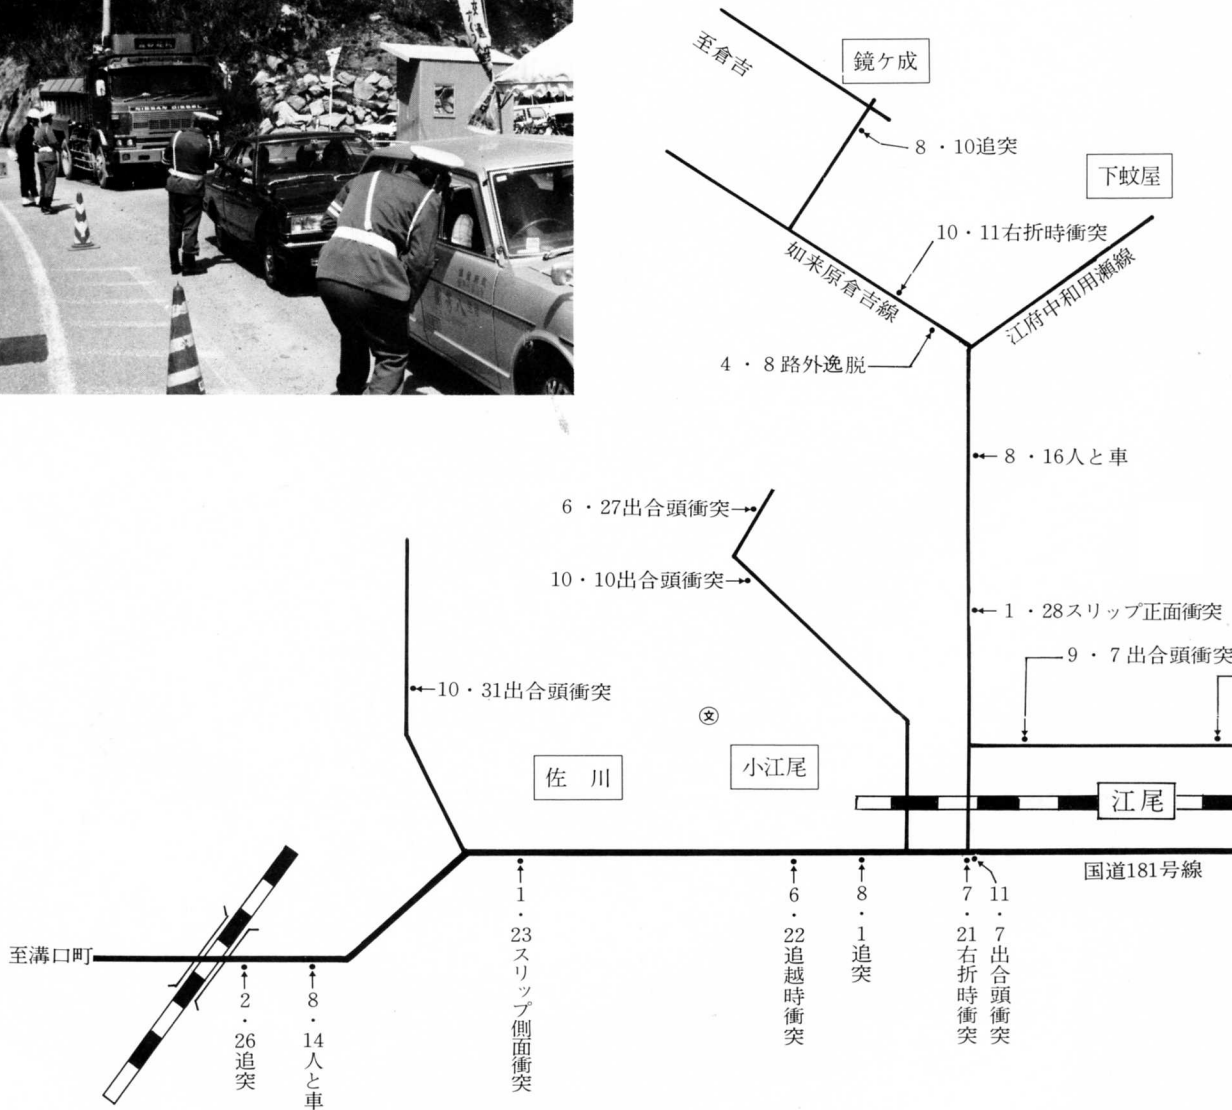 NISSAN DIESEL
至倉吉
鏡ケ成
8・10追突
下蚊屋
10・11右折時衝突
如来原倉吉線
江府中和用瀬線
4・8路外逸脱
8・16人と車
6・27出合頭衝突
10・10出合頭衝突
1・28スリップ正面衝突
9・7出合頭衝突
10・31出合頭衝突
文
佐川
小江尾
江尾
国道181号線
至溝口町
2・26追突
8・14人と車
1・23スリップ側面衝突
6・22追越時衝突
8・1追突
7・21右折時衝突
11・7出合頭衝突